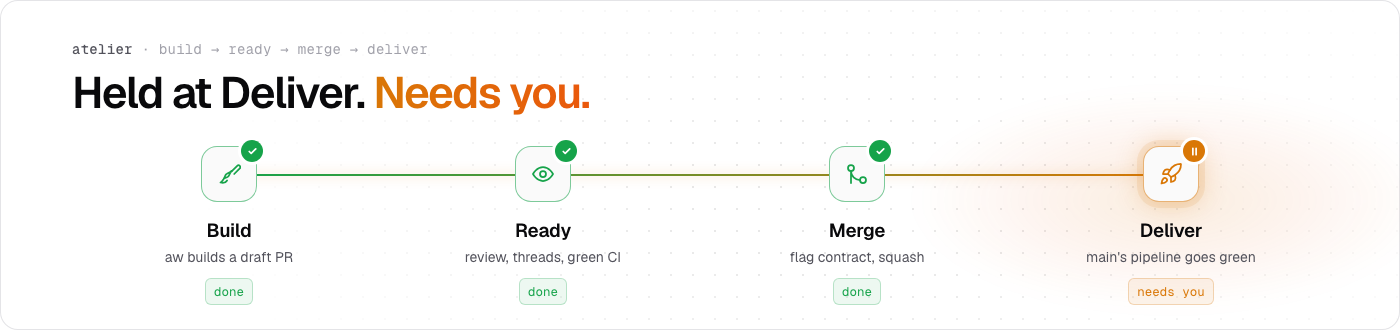 atelier · build → ready → merge → deliver
Held at Deliver. Needs you.
Build
aw builds a draft PR
done
Ready
review, threads, green CI
done
Merge
flag contract, squash
done
Deliver
main's pipeline goes green
needs you